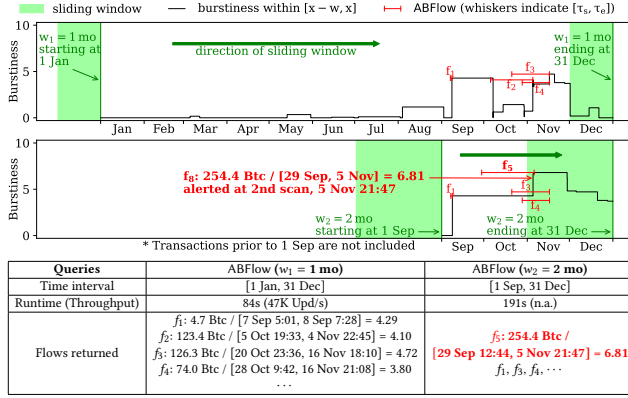 sliding window
burstiness within [x − w, x]
ABFlow (whiskers indicate [τs, τe])
Burstiness
10
5
0
w1 = 1 mo
starting at
1 Jan
direction of sliding window
w1 = 1 mo
ending at
31 Dec
f1
f2
f3
f4
Jan Feb Mar Apr May Jun Jul Aug Sep Oct Nov Dec
Burstiness
10
5
0
f8: 254.4 Btc / [29 Sep, 5 Nov] = 6.81
alerted at 2nd scan, 5 Nov 21:47
f5
f1
f3
f4
w2 = 2 mo
starting at 1 Sep
w2 = 2 mo
ending at 31 Dec
* Transactions prior to 1 Sep are not included
Sep Oct Nov Dec
Queries ABFlow (w1 = 1 mo) ABFlow (w2 = 2 mo)
Time interval [1 Jan, 31 Dec] [1 Sep, 31 Dec]
Runtime (Throughput) 84s (47K Upd/s) 191s (n.a.)
Flows returned
f1: 4.7 Btc / [7 Sep 5:01, 8 Sep 7:28] = 4.29
f2: 123.4 Btc / [5 Oct 19:33, 4 Nov 22:45] = 4.10
f3: 126.3 Btc / [20 Oct 23:36, 16 Nov 18:10] = 4.72
f4: 74.0 Btc / [28 Oct 9:42, 16 Nov 21:08] = 3.80
· · ·
f5: 254.4 Btc /
[29 Sep 12:44, 5 Nov 21:47] = 6.81
f1, f3, f4, · · ·